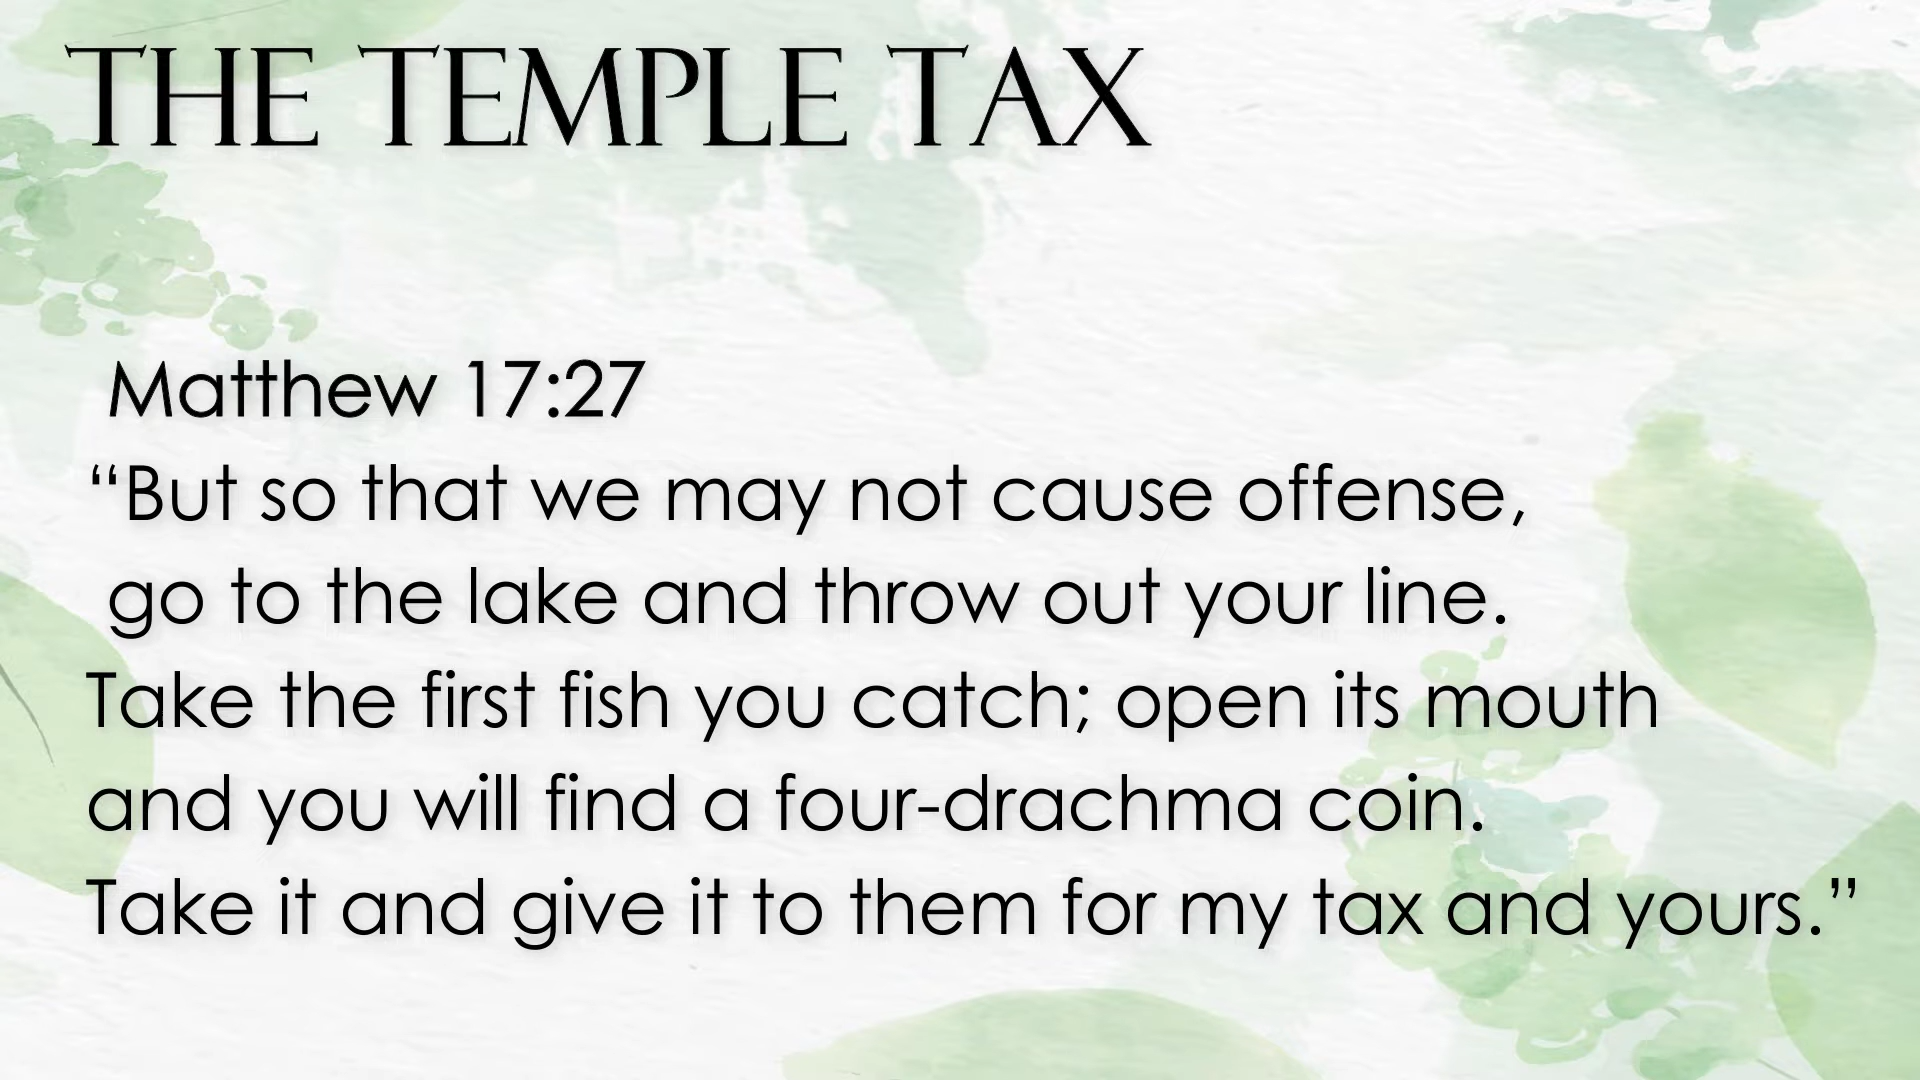 THE TEMPLE TAX
Matthew 17:27
“But so that we may not cause offense,
go to the lake and throw out your line.
Take the first fish you catch; open its mouth
and you will find a four-drachma coin.
Take it and give it to them for my tax and yours.”